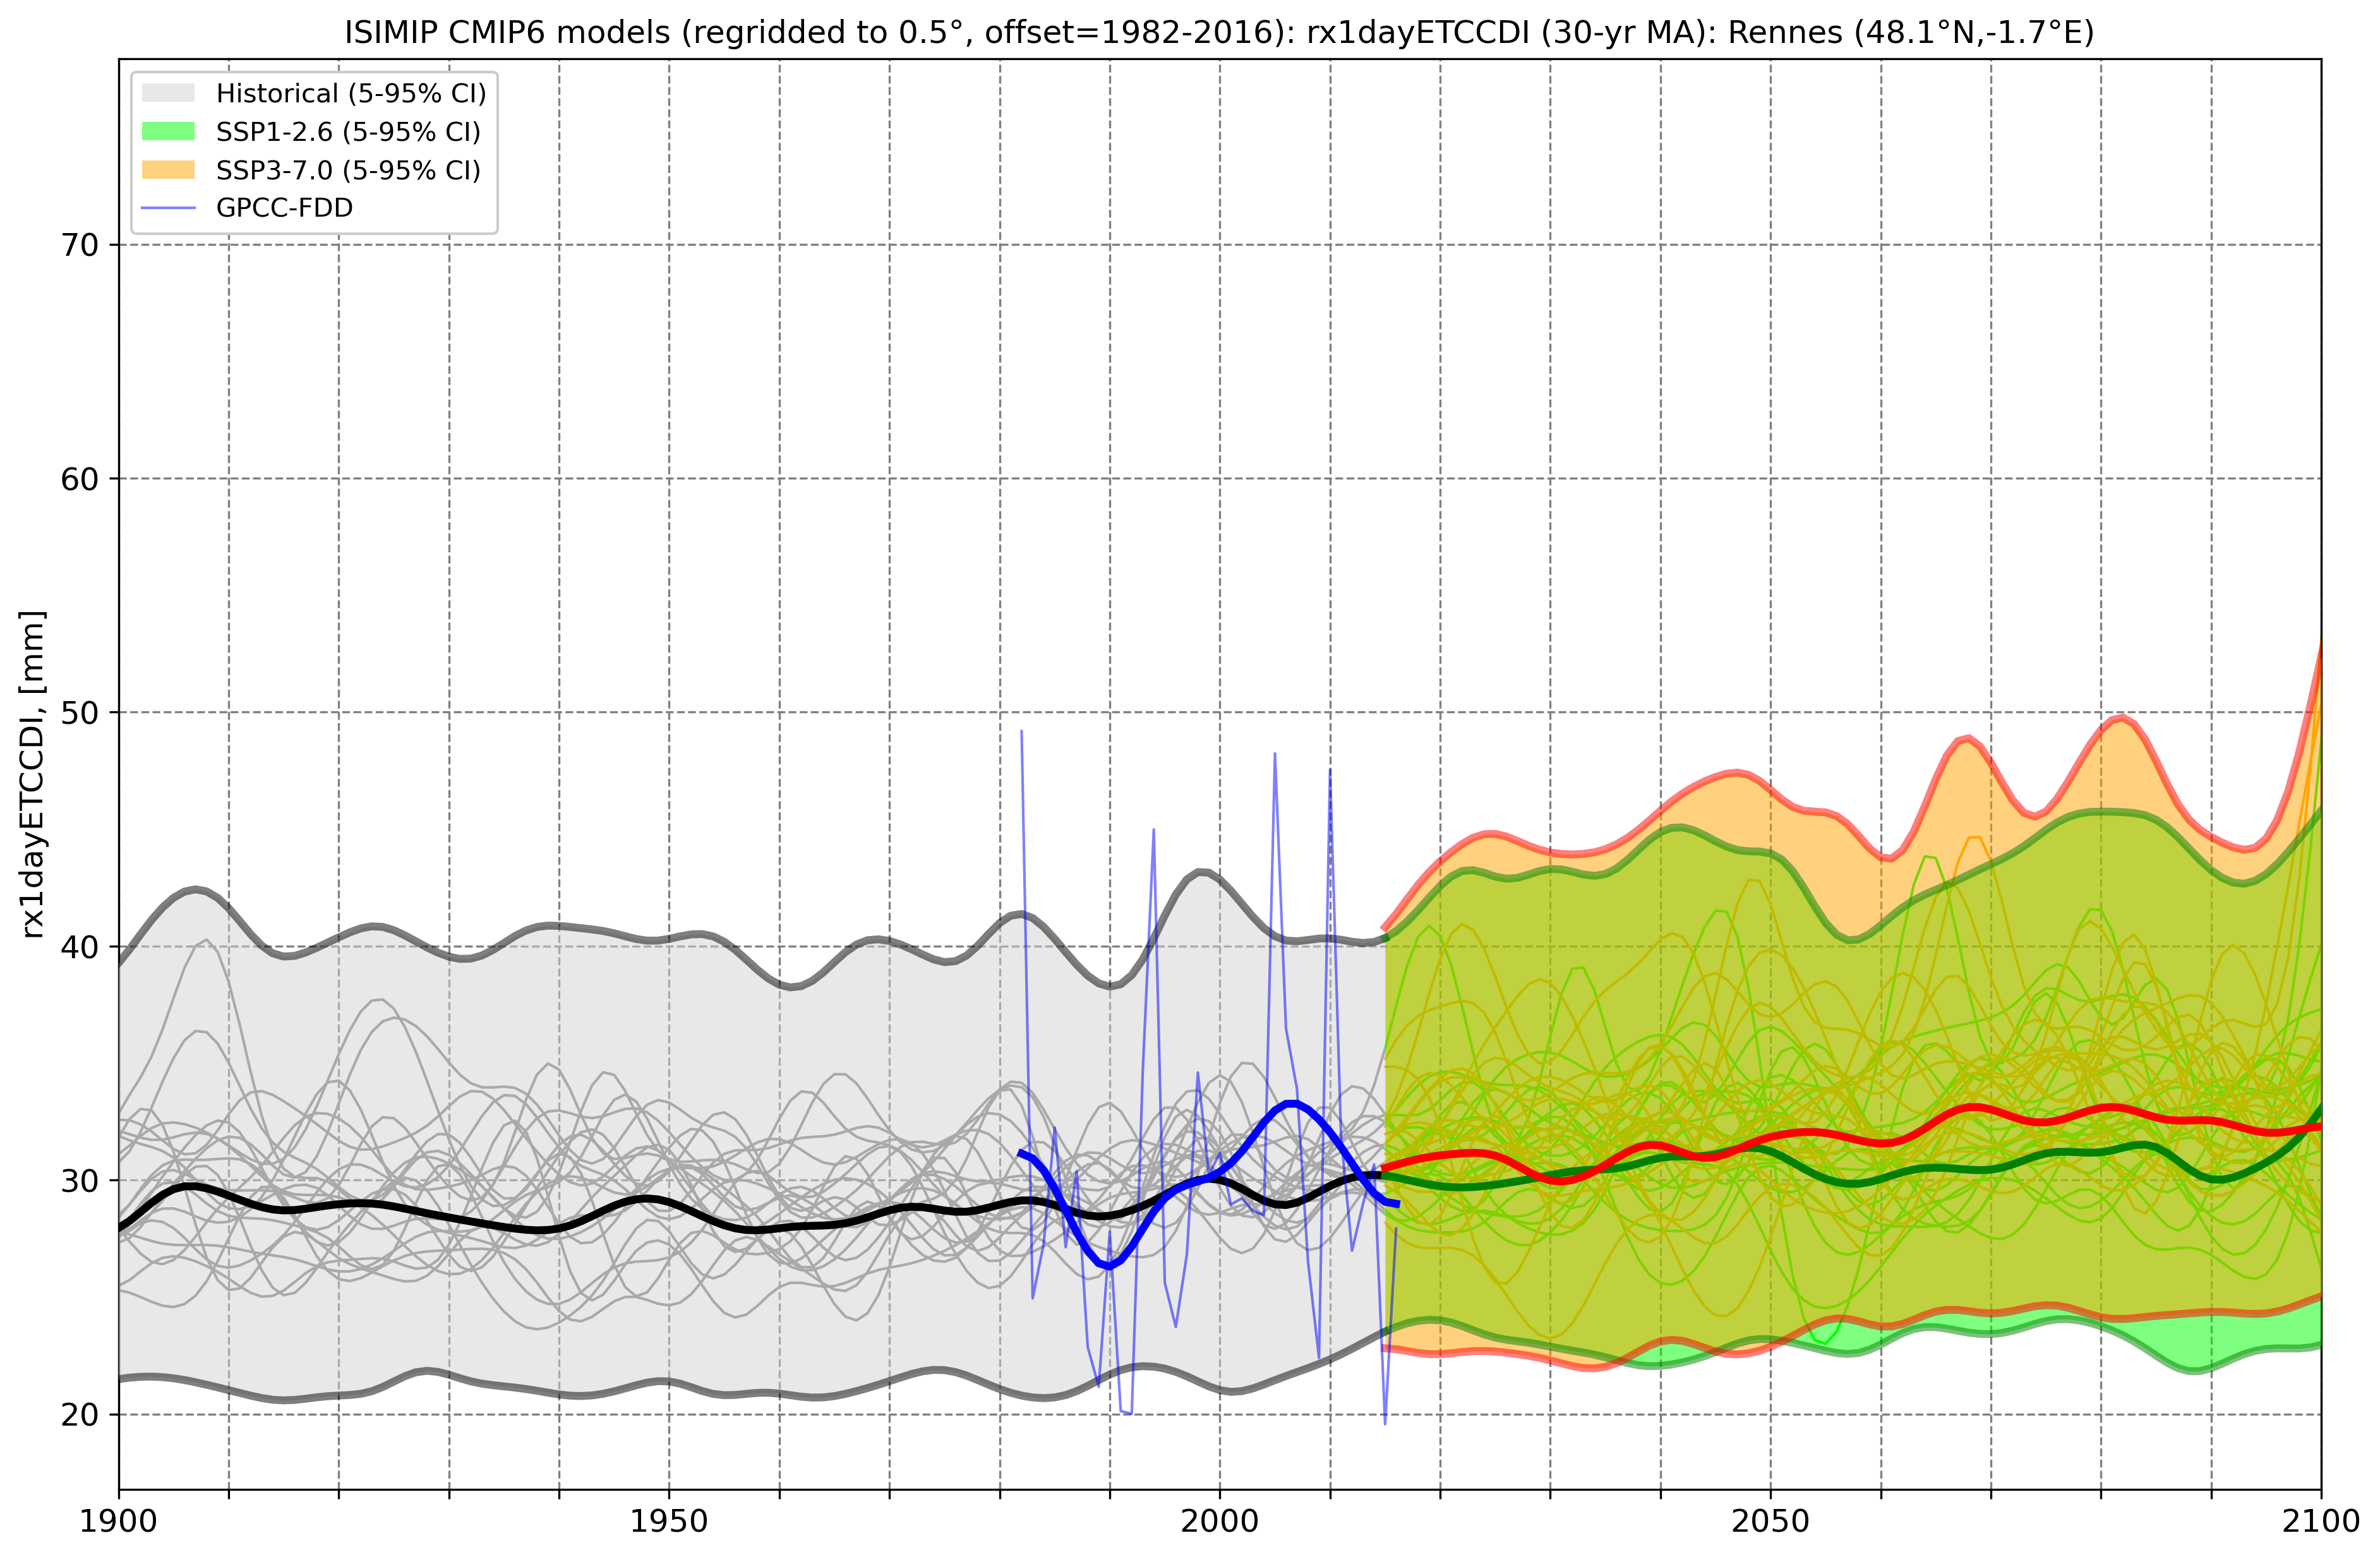 ISIMIP CMIP6 models (regridded to 0.5°, offset=1982-2016): rx1dayETCCDI (30-yr MA): Rennes (48.1°N,-1.7°E)
Historical (5-95% CI)
SSP1-2.6 (5-95% CI)
SSP3-7.0 (5-95% CI)
GPCC-FDD
rx1dayETCCDI, [mm]
70
60
50
40
30
20
1900
1950
2000
2050
2100